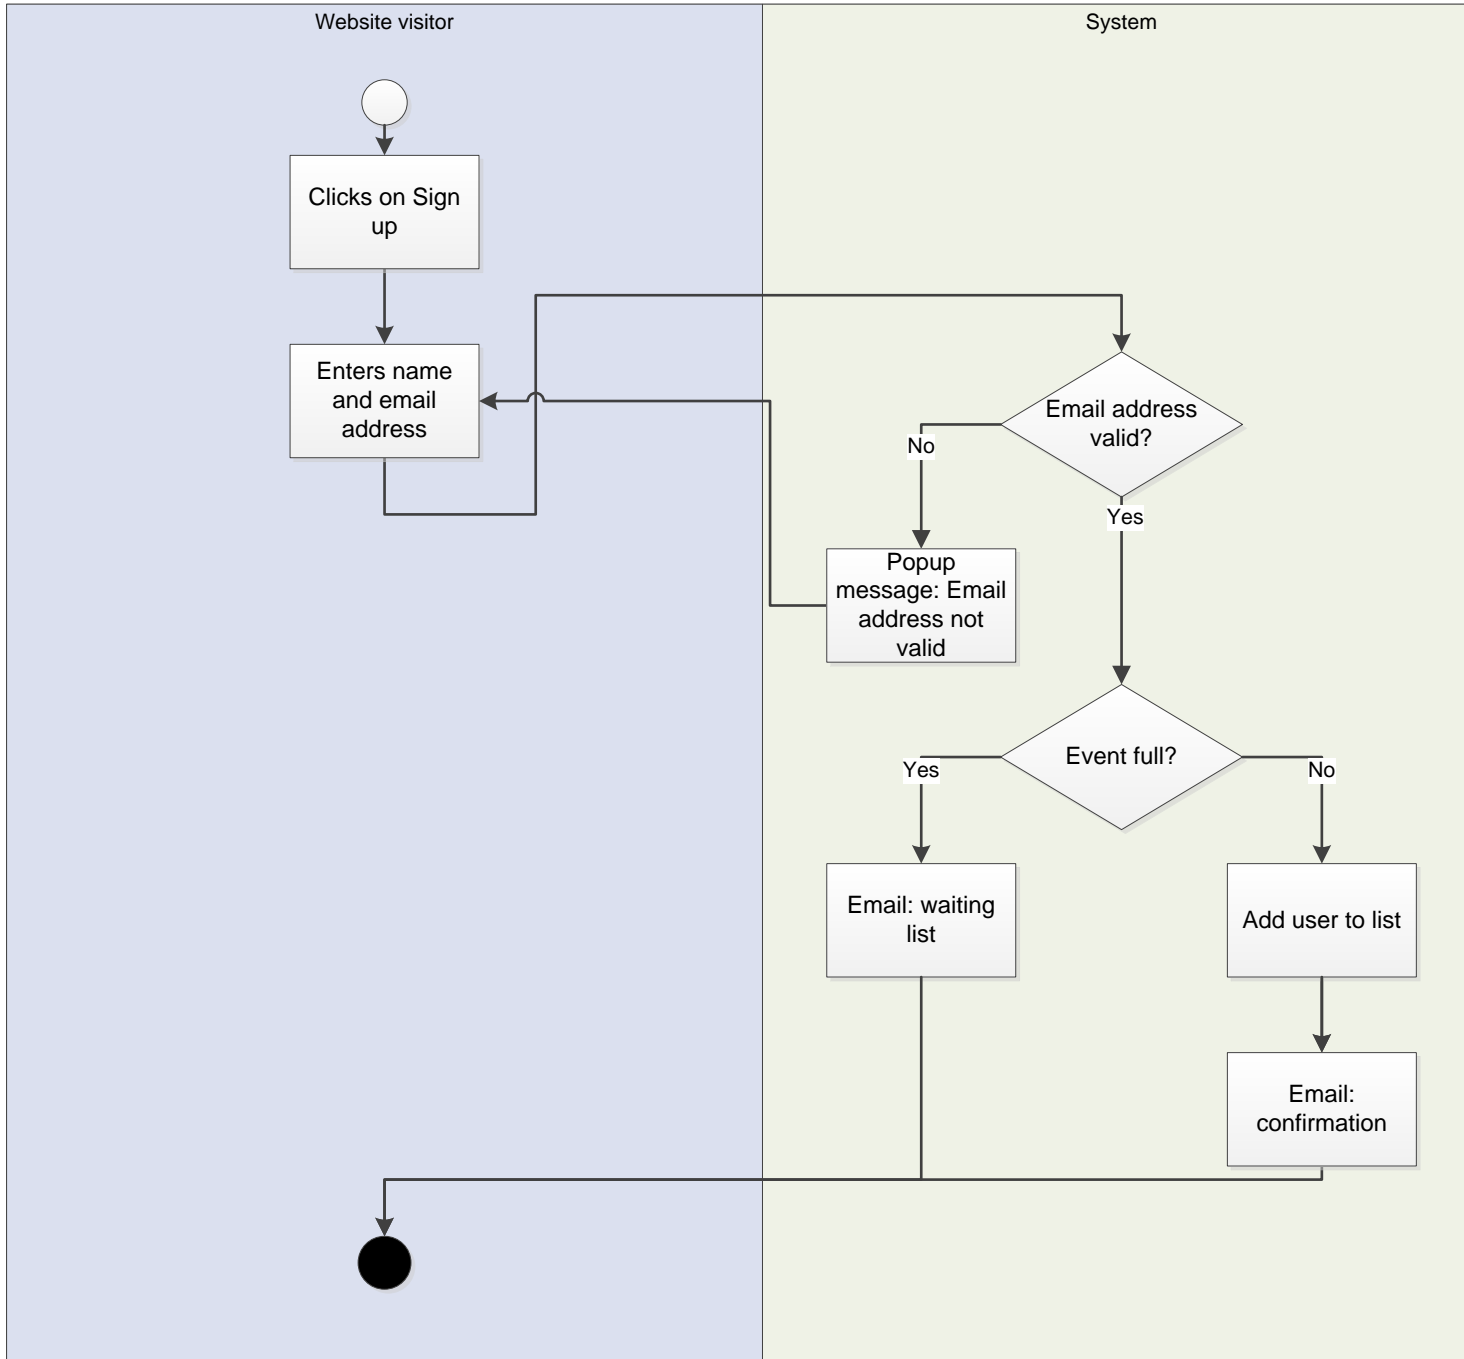 Website visitor
System
Clicks on Sign
up
Enters name
and email
address
Email address
valid?
No
Yes
Popup
message: Email
address not
valid
Event full?
Yes
No
Email: waiting
list
Add user to list
Email:
confirmation